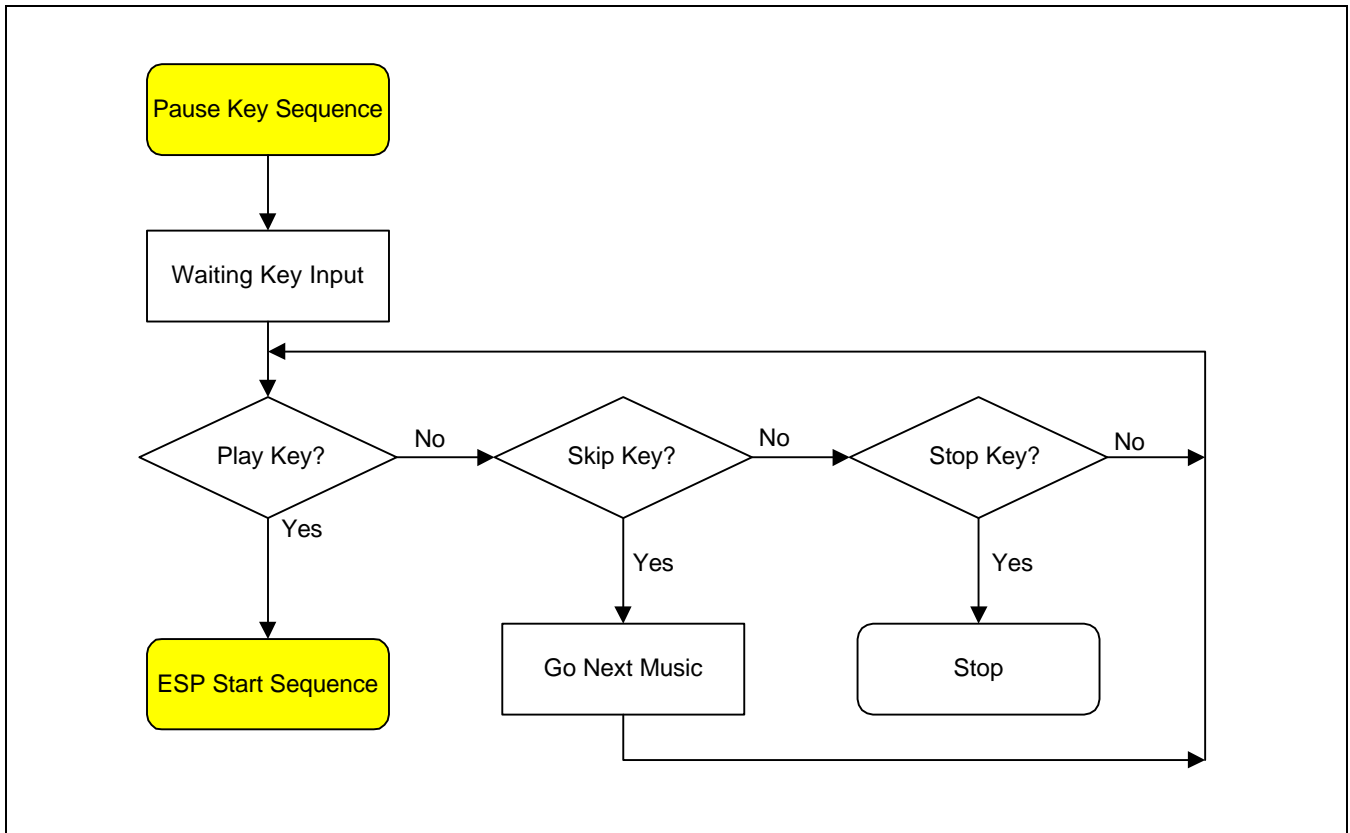 Pause Key Sequence
Waiting Key Input
Play Key?
No
Skip Key?
No
Stop Key?
No
Yes
Yes
Yes
ESP Start Sequence
Go Next Music
Stop